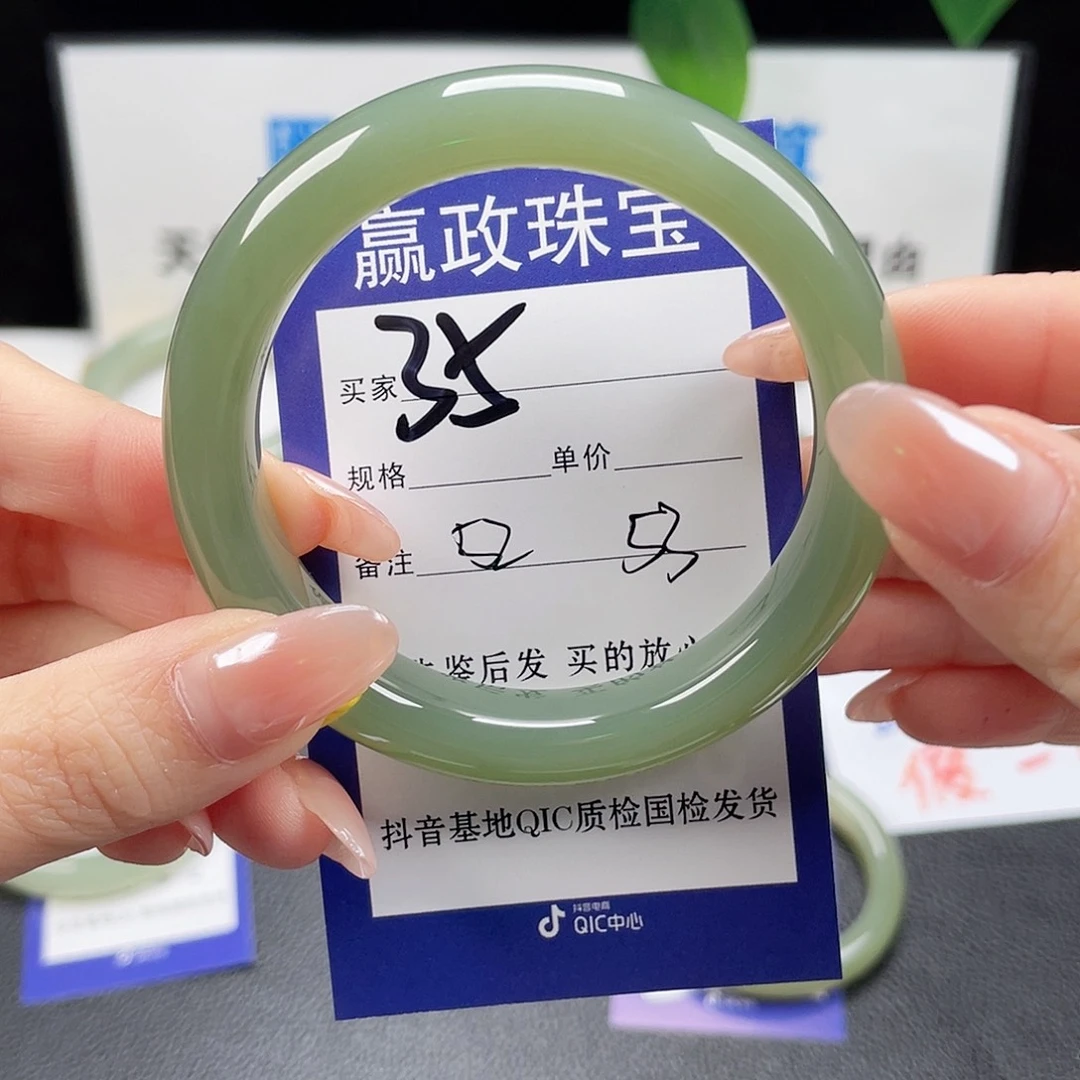 赢政珠宝
买家 35
规格 单价
备注
鉴后发 买的放心
抖音基地QIC质检国检发货
抖音电商
QIC中心